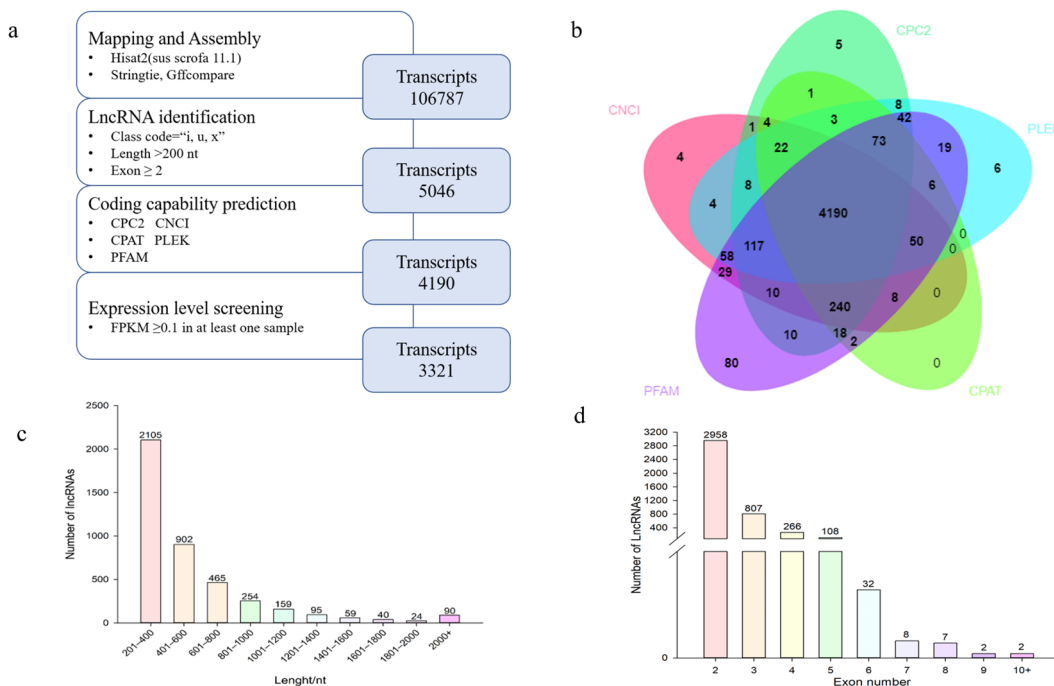 a
Mapping and Assembly
• Hisat2(sus scrofa 11.1)
• Stringtie, Gffcompare
Transcripts
106787
LncRNA identification
• Class code=“i, u, x”
• Length >200 nt
• Exon ≥ 2
Transcripts
5046
Coding capability prediction
• CPC2 CNCI
• CPAT PLEK
• PFAM
Transcripts
4190
Expression level screening
• FPKM ≥0.1 in at least one sample
Transcripts
3321
b
CPC2
CNCI
PLEK
PFAM
CPAT
5
1
8
1
4
3
42
4
22
73
19
6
8
6
4
4190
0
117
50
0
58
29
10
8
0
240
10
18
2
80
0
c
Number of lncRNAs
2500
2000
1500
1000
500
0
2105
902
465
254
159
95
59
40
24
90
201–400
401–600
601–800
801–1000
1001–1200
1201–1400
1401–1600
1601–1800
1801–2000
2000+
Lenght/nt
d
Number of LncRNAs
3200
2800
2400
2000
1600
1200
800
400
0
2958
807
266
108
32
8
7
2
2
2 3 4 5 6 7 8 9 10+
Exon number